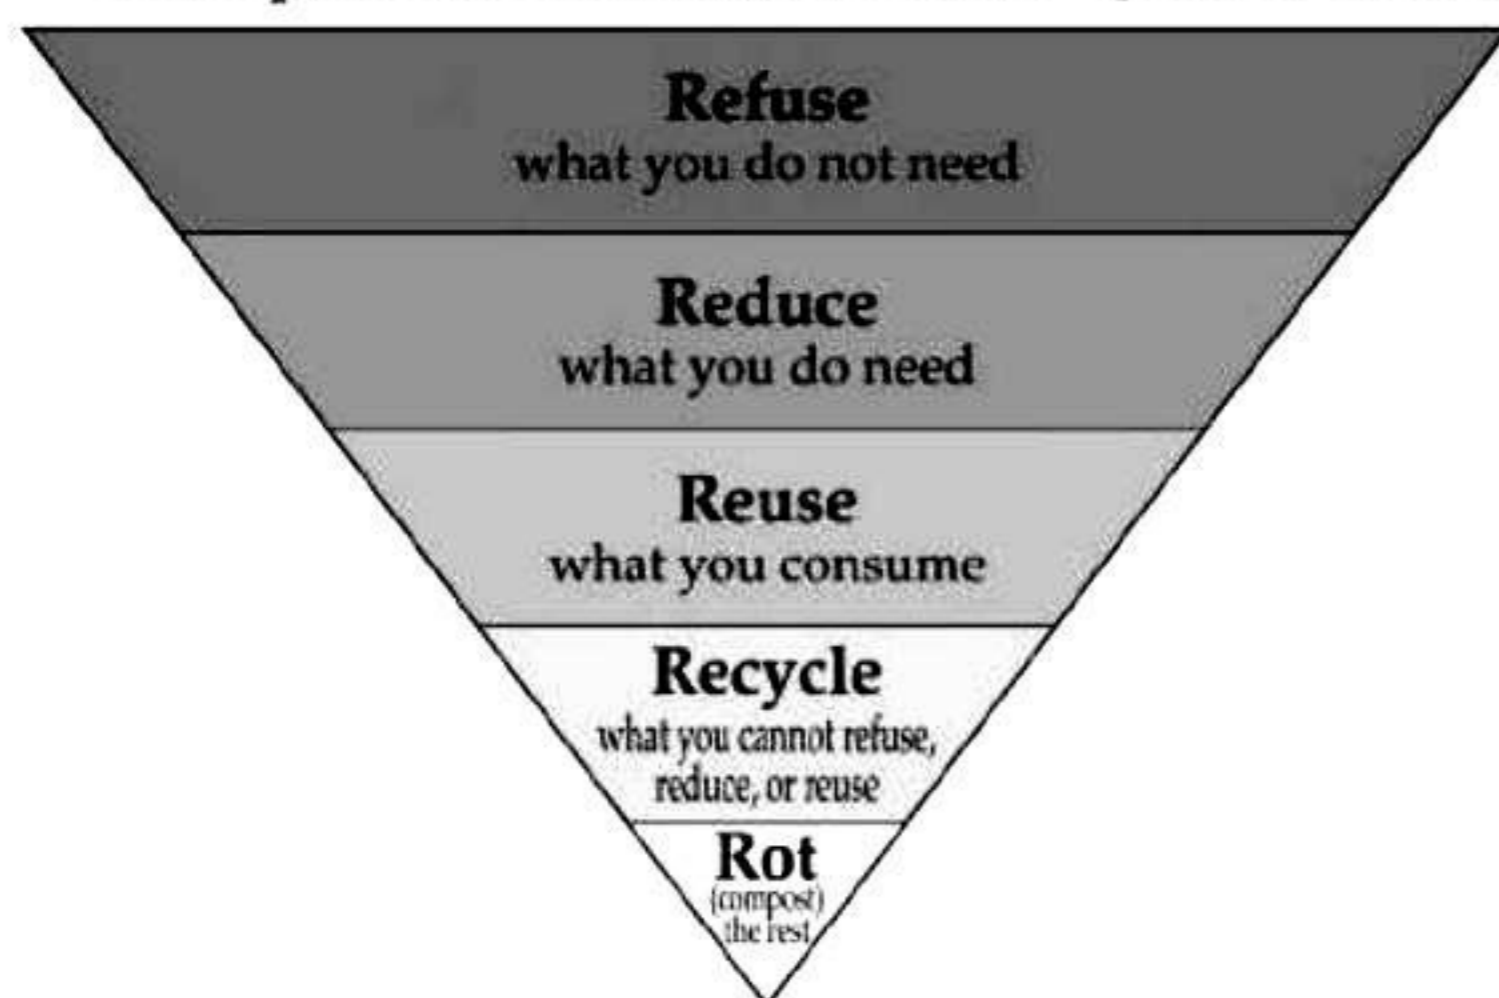 Refuse
what you do not need
Reduce
what you do need
Reuse
what you consume
Recycle
what you cannot refuse,
reduce, or reuse
Rot
(compost)
the rest